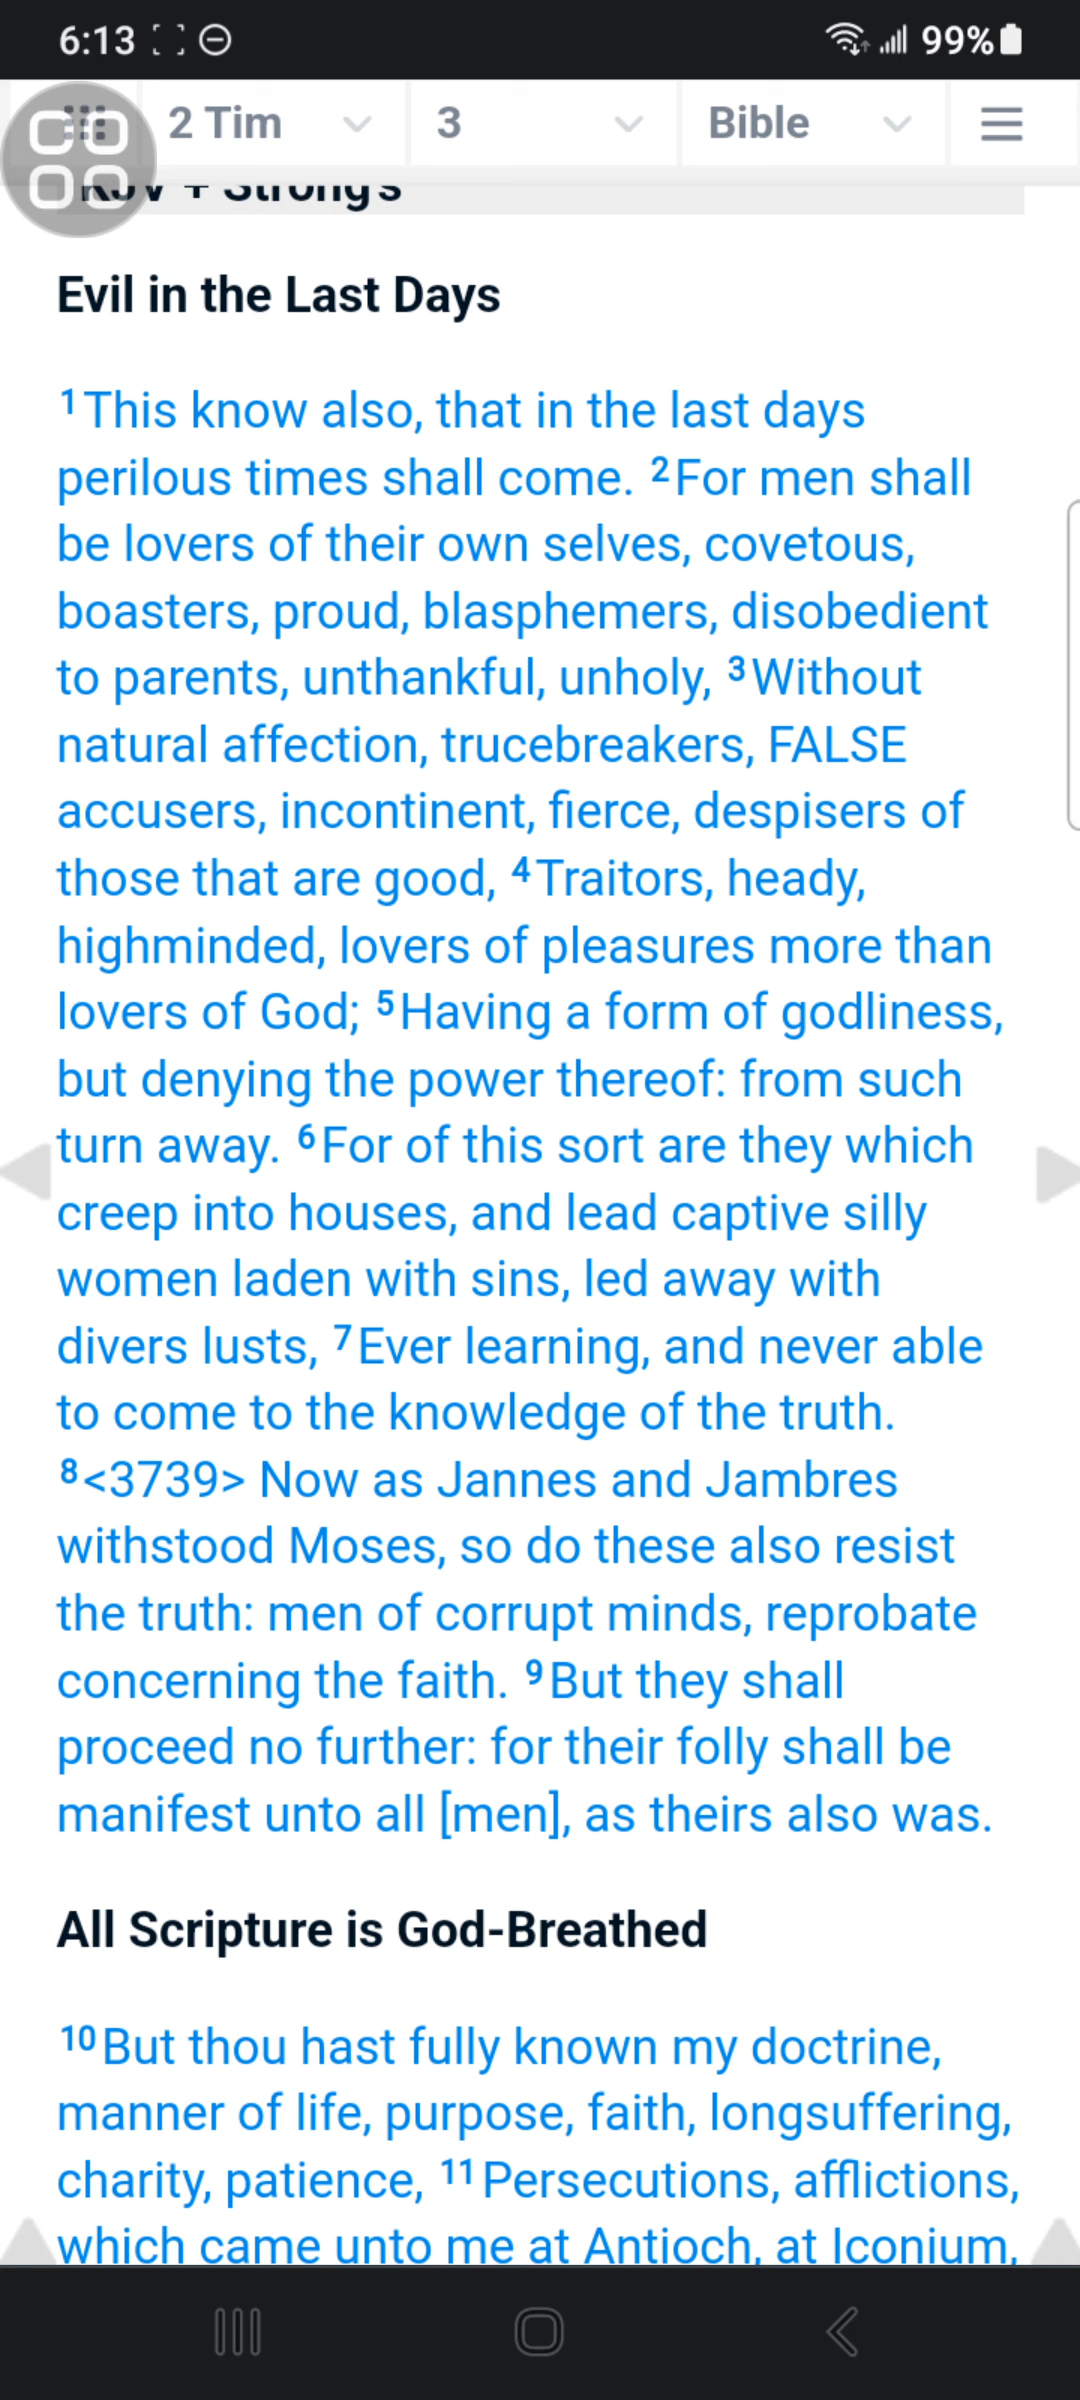 6:13
99%
2 Tim
3
Bible
KJV + Strong's
Evil in the Last Days
1 This know also, that in the last days
perilous times shall come. 2 For men shall
be lovers of their own selves, covetous,
boasters, proud, blasphemers, disobedient
to parents, unthankful, unholy, 3 Without
natural affection, trucebreakers, FALSE
accusers, incontinent, fierce, despisers of
those that are good, 4 Traitors, heady,
highminded, lovers of pleasures more than
lovers of God; 5 Having a form of godliness,
but denying the power thereof: from such
turn away. 6 For of this sort are they which
creep into houses, and lead captive silly
women laden with sins, led away with
divers lusts, 7 Ever learning, and never able
to come to the knowledge of the truth.
8 <3739> Now as Jannes and Jambres
withstood Moses, so do these also resist
the truth: men of corrupt minds, reprobate
concerning the faith. 9 But they shall
proceed no further: for their folly shall be
manifest unto all [men], as theirs also was.
All Scripture is God-Breathed
10 But thou hast fully known my doctrine,
manner of life, purpose, faith, longsuffering,
charity, patience, 11 Persecutions, afflictions,
which came unto me at Antioch, at Iconium,